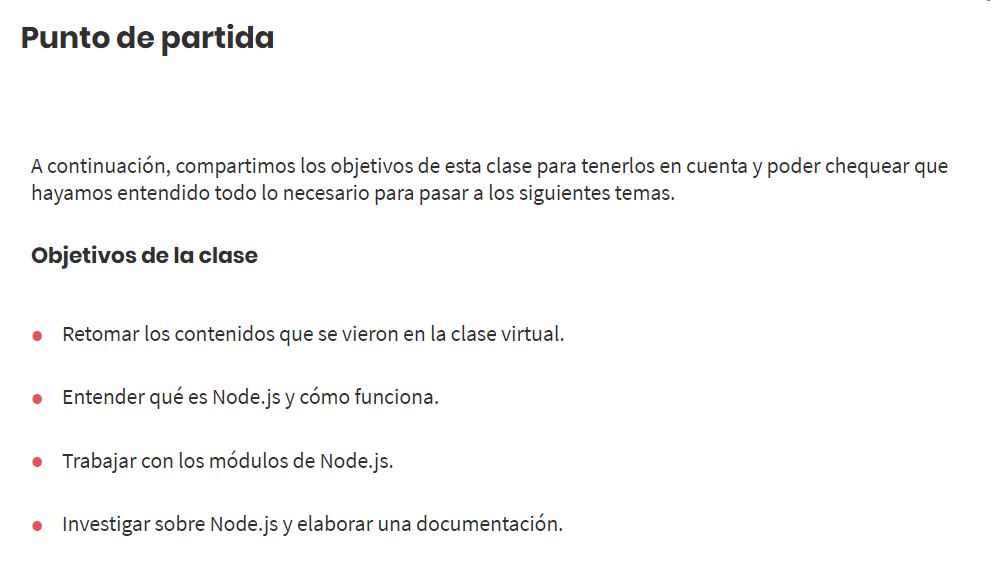 Punto de partida
A continuación, compartimos los objetivos de esta clase para tenerlos en cuenta y poder chequear que
hayamos entendido todo lo necesario para pasar a los siguientes temas.
Objetivos de la clase
Retomar los contenidos que se vieron en la clase virtual.
Entender qué es Node.js y cómo funciona.
Trabajar con los módulos de Node.js.
Investigar sobre Node.js y elaborar una documentación.